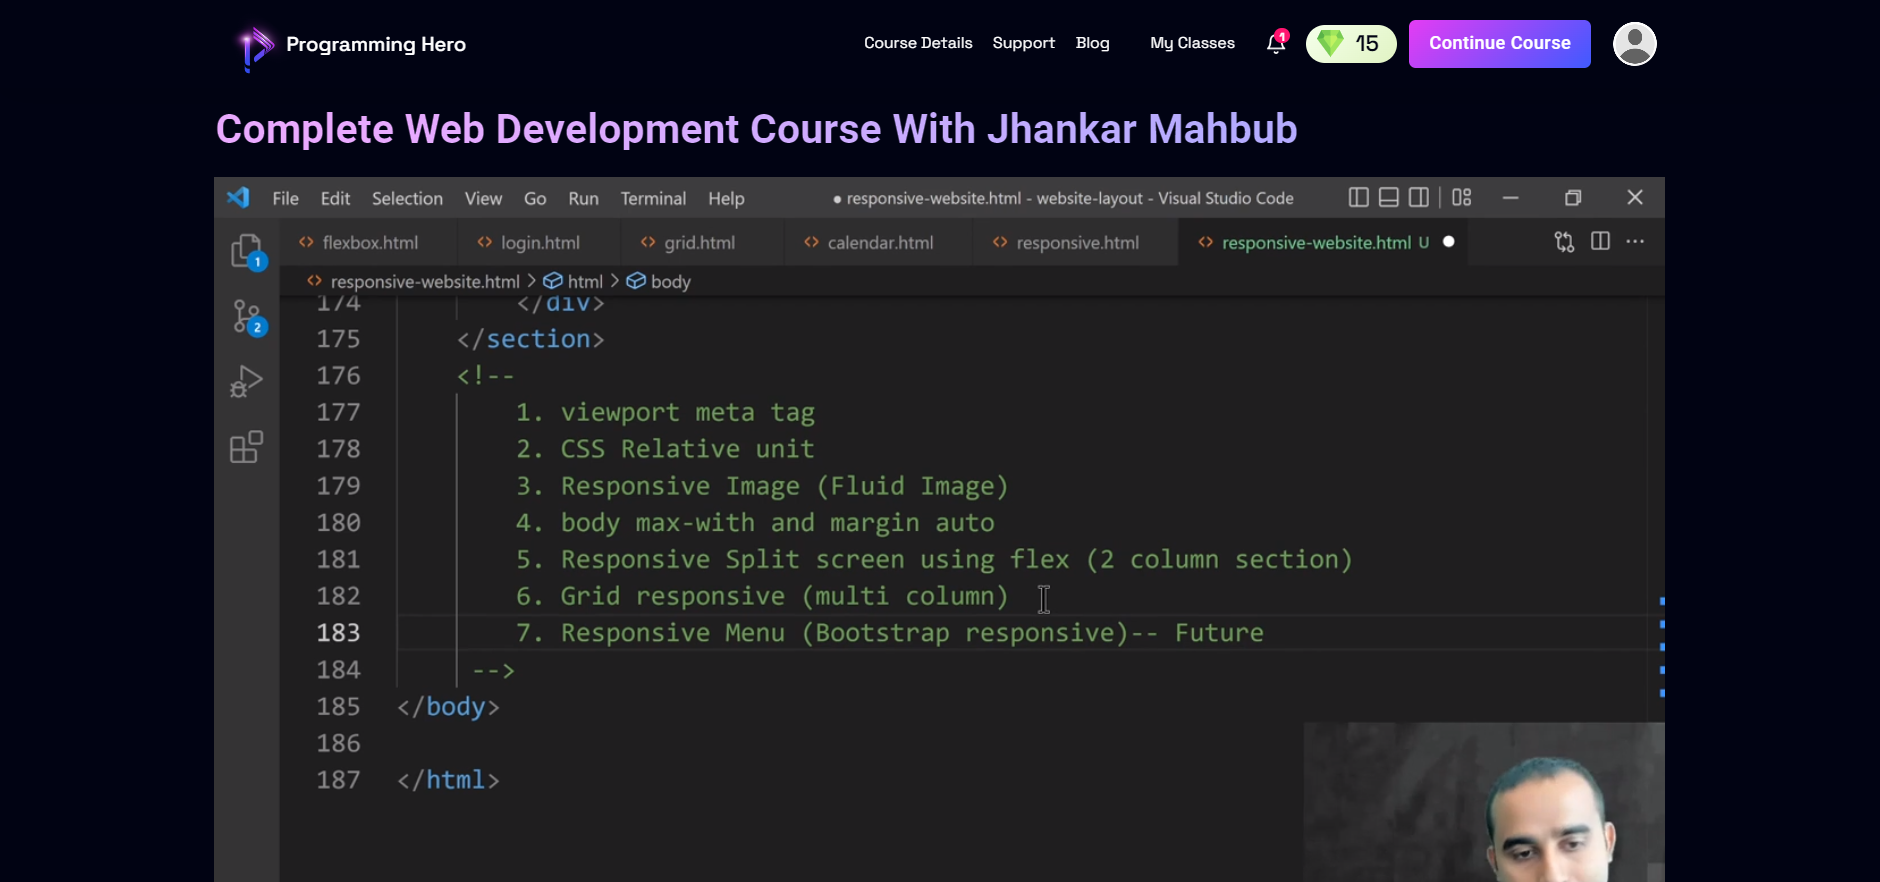 Programming Hero
Course Details Support Blog My Classes 1 15 Continue Course
Complete Web Development Course With Jhankar Mahbub
File Edit Selection View Go Run Terminal Help ● responsive-website.html - website-layout - Visual Studio Code
1 flexbox.html login.html grid.html calendar.html responsive.html responsive-website.html U
responsive-website.html > html > body
2
174 </div>
175 </section>
176 <!--
177 1. viewport meta tag
178 2. CSS Relative unit
179 3. Responsive Image (Fluid Image)
180 4. body max-with and margin auto
181 5. Responsive Split screen using flex (2 column section)
182 6. Grid responsive (multi column)
183 7. Responsive Menu (Bootstrap responsive)-- Future
184 -->
185 </body>
186
187 </html>